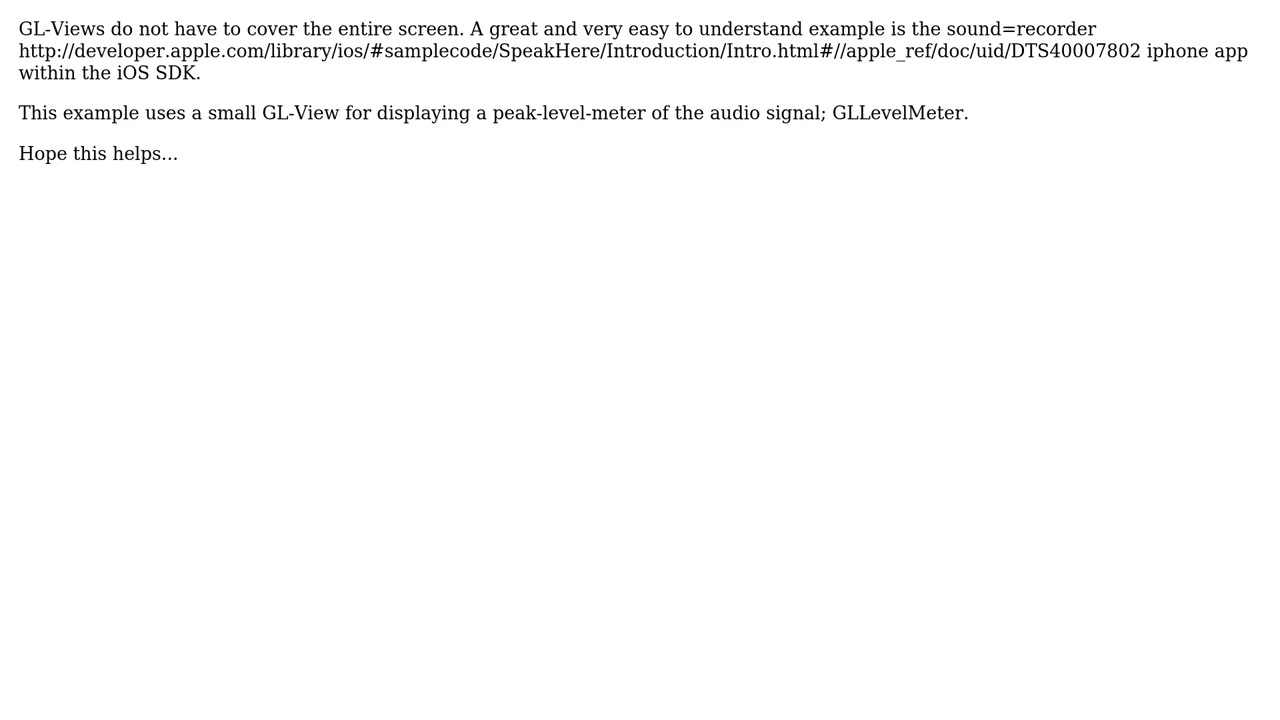 GL-Views do not have to cover the entire screen. A great and very easy to understand example is the sound=recorder
http://developer.apple.com/library/ios/#samplecode/SpeakHere/Introduction/Intro.html#//apple_ref/doc/uid/DTS40007802 iphone app
within the iOS SDK.
This example uses a small GL-View for displaying a peak-level-meter of the audio signal; GLLevelMeter.
Hope this helps...